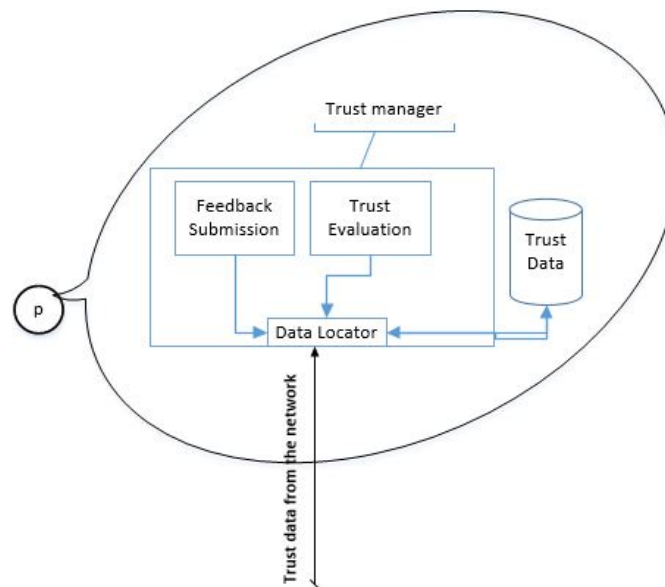 Trust manager
Feedback
Submission
Trust
Evaluation
Trust
Data
p
Data Locator
Trust data from the network